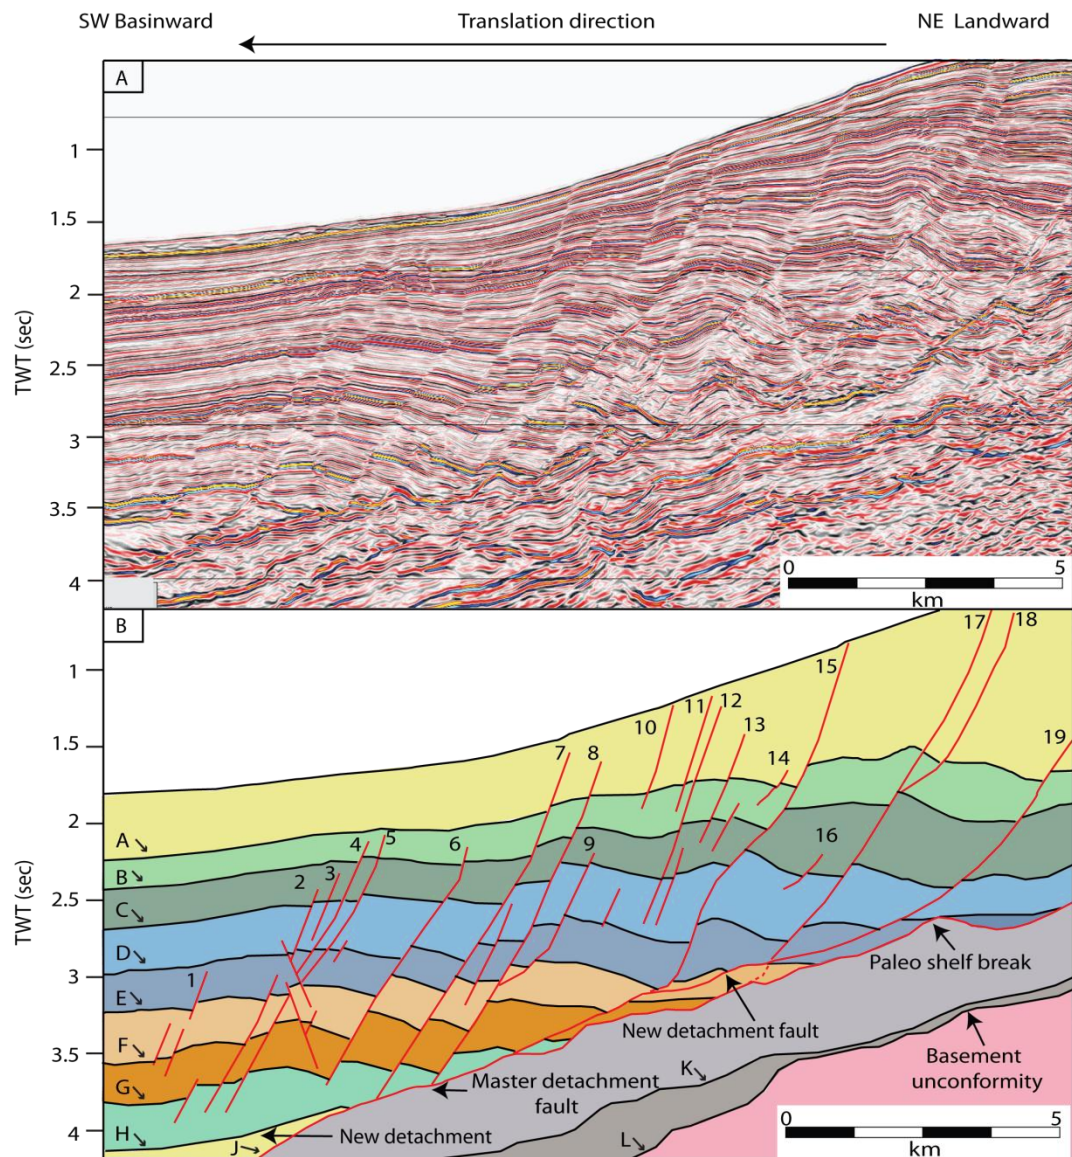 SW Basinward
Translation direction
NE Landward
A
TWT (sec)
1
1.5
2
2.5
3
3.5
4
0
5
km
B
TWT (sec)
1
1.5
2
2.5
3
3.5
4
A
B
C
D
E
F
G
H
J
K
L
1
2
3
4
5
6
7
8
9
10
11
12
13
14
15
16
17
18
19
Paleo shelf break
New detachment fault
Master detachment
fault
New detachment
Basement
unconformity
0
5
km